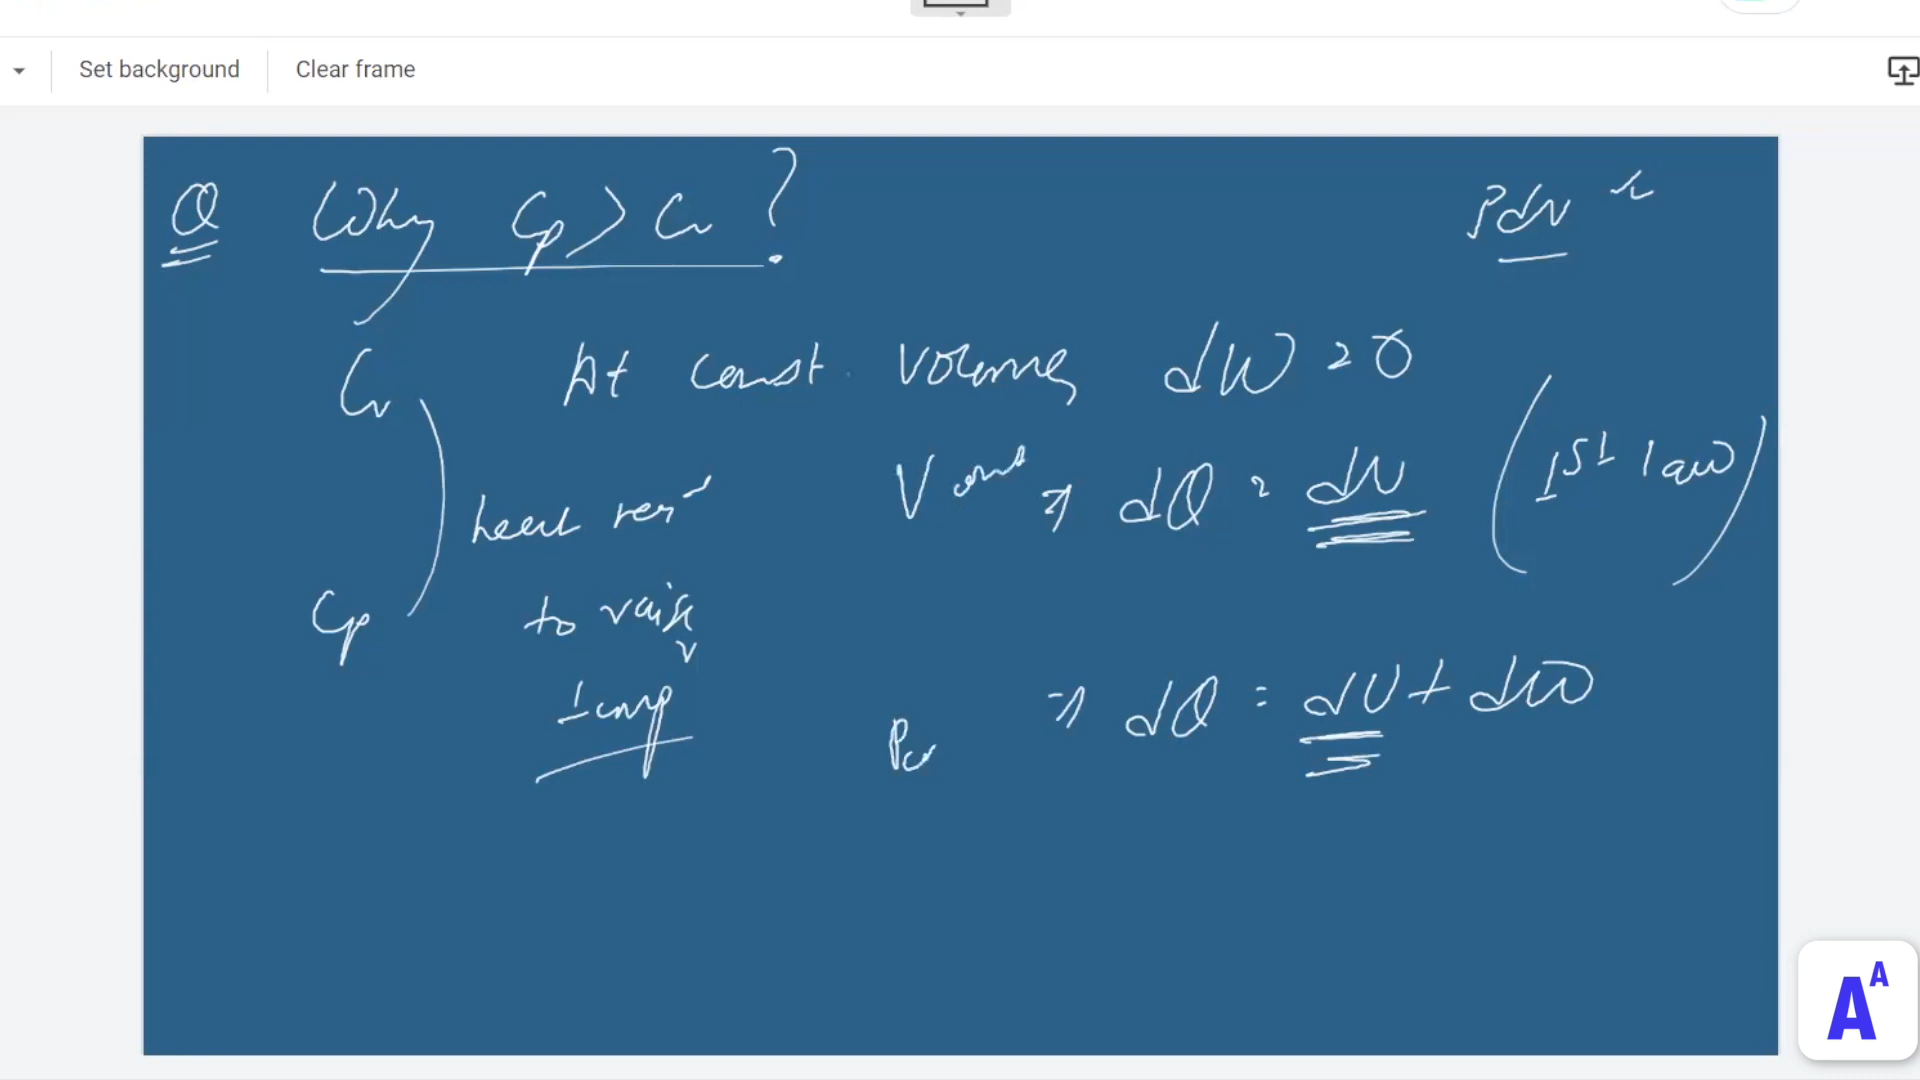 Set background Clear frame
Q Why Cp > Cv ? Pdv
Cv At const. volume, dW = 0
V const ⇒ dQ = dU (1st law)
heat req
Cp to raise
temp ⇒ dQ = dU + dW
Pc
A A